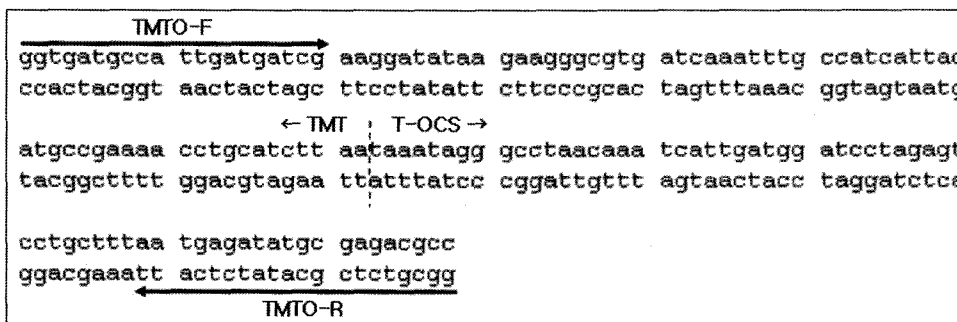 TMTO-F
ggtgatgcca ttgatgatcg aaggatataa gaagggcgtg atcaaatttg ccatcattac
ccactacggt aactactagc ttcctatatt cttcccgcac tagtttaaac ggtagtaatg
← TMT T-OCS →
atgccgaaaa cctgcatctt aataaatagg gcctaacaaa tcattgatgg atcctagagt
tacggctttt ggacgtagaa ttatttatcc cggattgttt agtaactacc taggatctca
cctgctttaa tgagatatgc gagacgcc
ggacgaaatt actctatacg ctctgcgg
TMTO-R